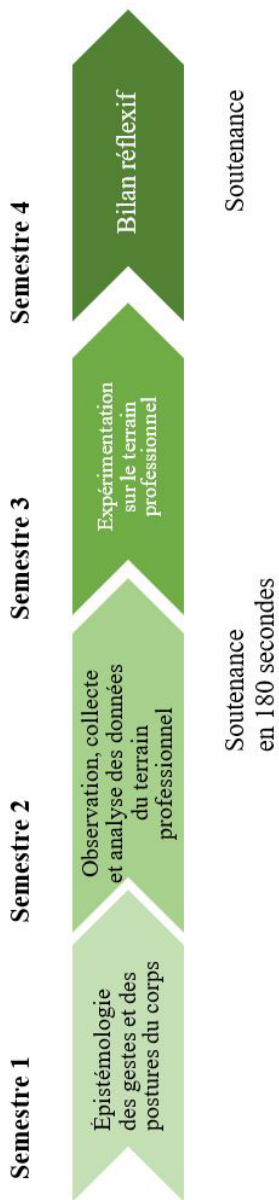 Semestre 1
Semestre 2
Semestre 3
Semestre 4
Épistémologie
des gestes et des
postures du corps
Observation, collecte
et analyse des données
du terrain
professionnel
Expérimentation
sur le terrain
professionnel
Bilan réflexif
Soutenance
en 180 secondes
Soutenance